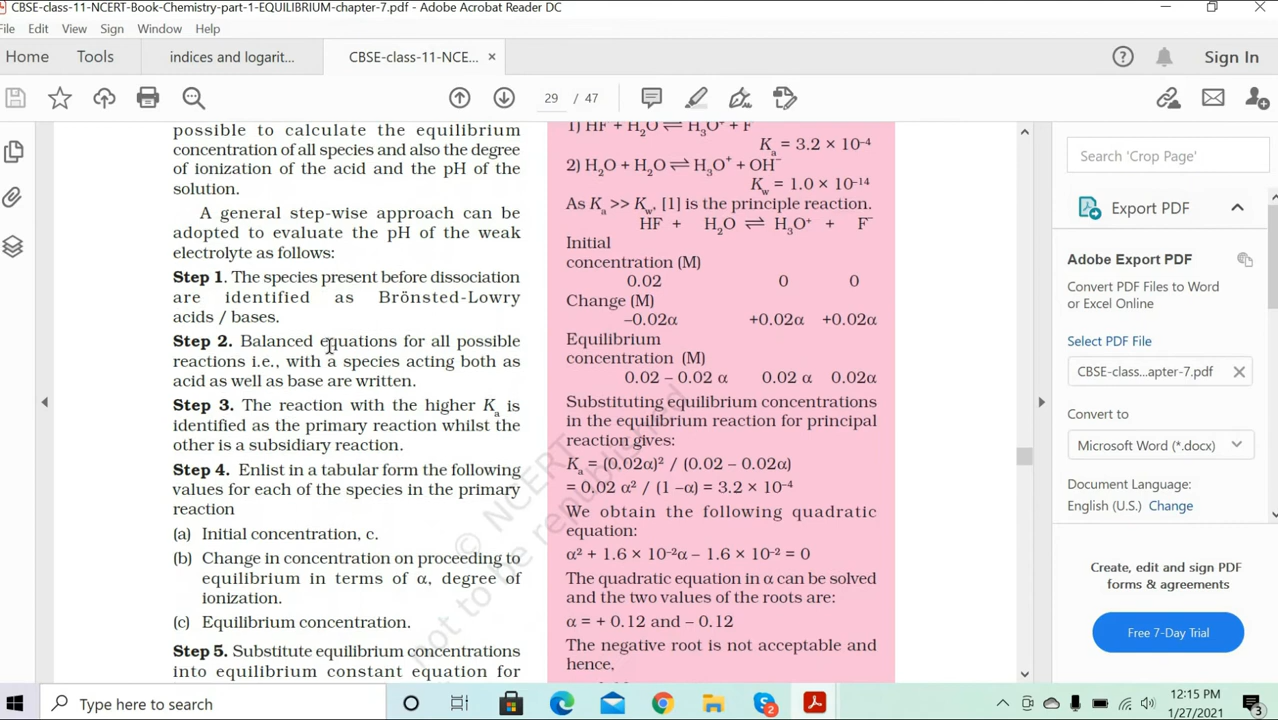 CBSE-class-11-NCERT-Book-Chemistry-part-1-EQUILIBRIUM-chapter-7.pdf - Adobe Acrobat Reader DC
File Edit View Sign Window Help
Home Tools indices and logarit... CBSE-class-11-NCE... × Sign In
29 / 47
possible to calculate the equilibrium
concentration of all species and also the degree
of ionization of the acid and the pH of the
solution.
A general step-wise approach can be
adopted to evaluate the pH of the weak
electrolyte as follows:
Step 1. The species present before dissociation
are identified as Brönsted-Lowry
acids / bases.
Step 2. Balanced equations for all possible
reactions i.e., with a species acting both as
acid as well as base are written.
Step 3. The reaction with the higher Kₐ is
identified as the primary reaction whilst the
other is a subsidiary reaction.
Step 4. Enlist in a tabular form the following
values for each of the species in the primary
reaction
(a) Initial concentration, c.
(b) Change in concentration on proceeding to
equilibrium in terms of α, degree of
ionization.
(c) Equilibrium concentration.
Step 5. Substitute equilibrium concentrations
into equilibrium constant equation for
1) HF + H₂O ⇌ H₃O⁺ + F⁻
Kₐ = 3.2 × 10⁻⁴
2) H₂O + H₂O ⇌ H₃O⁺ + OH⁻
K_w = 1.0 × 10⁻¹⁴
As Kₐ >> K_w, [1] is the principle reaction.
HF + H₂O ⇌ H₃O⁺ + F⁻
Initial
concentration (M)
0.02 0 0
Change (M)
–0.02α +0.02α +0.02α
Equilibrium
concentration (M)
0.02 – 0.02 α 0.02 α 0.02α
Substituting equilibrium concentrations
in the equilibrium reaction for principal
reaction gives:
Kₐ = (0.02α)² / (0.02 – 0.02α)
= 0.02 α² / (1 –α) = 3.2 × 10⁻⁴
We obtain the following quadratic
equation:
α² + 1.6 × 10⁻²α – 1.6 × 10⁻² = 0
The quadratic equation in α can be solved
and the two values of the roots are:
α = + 0.12 and – 0.12
The negative root is not acceptable and
hence,
© NCERT
not to be republished
Search 'Crop Page'
Export PDF
Adobe Export PDF
Convert PDF Files to Word
or Excel Online
Select PDF File
CBSE-class...apter-7.pdf ×
Convert to
Microsoft Word (*.docx)
Document Language:
English (U.S.) Change
Create, edit and sign PDF
forms & agreements
Free 7-Day Trial
Type here to search
2
12:15 PM
1/27/2021
3